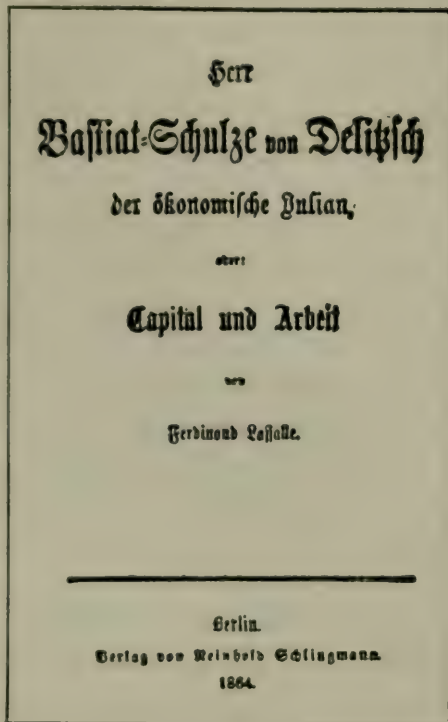 Herr
Bastiat-Schulze von Delitzsch
der ökonomische Julian,
oder:
Capital und Arbeit
von
Ferdinand Lassalle.
Berlin.
Verlag von Reinhold Schlingmann.
1864.